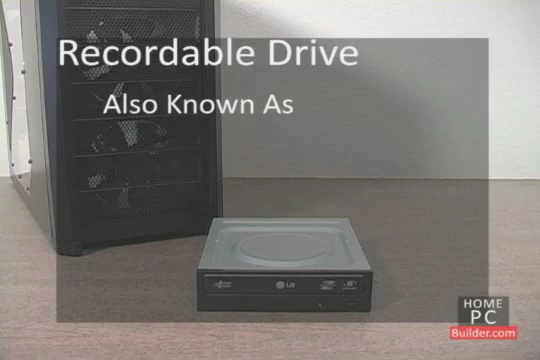 Recordable Drive
Also Known As
LG
HOME
PC
Builder.com